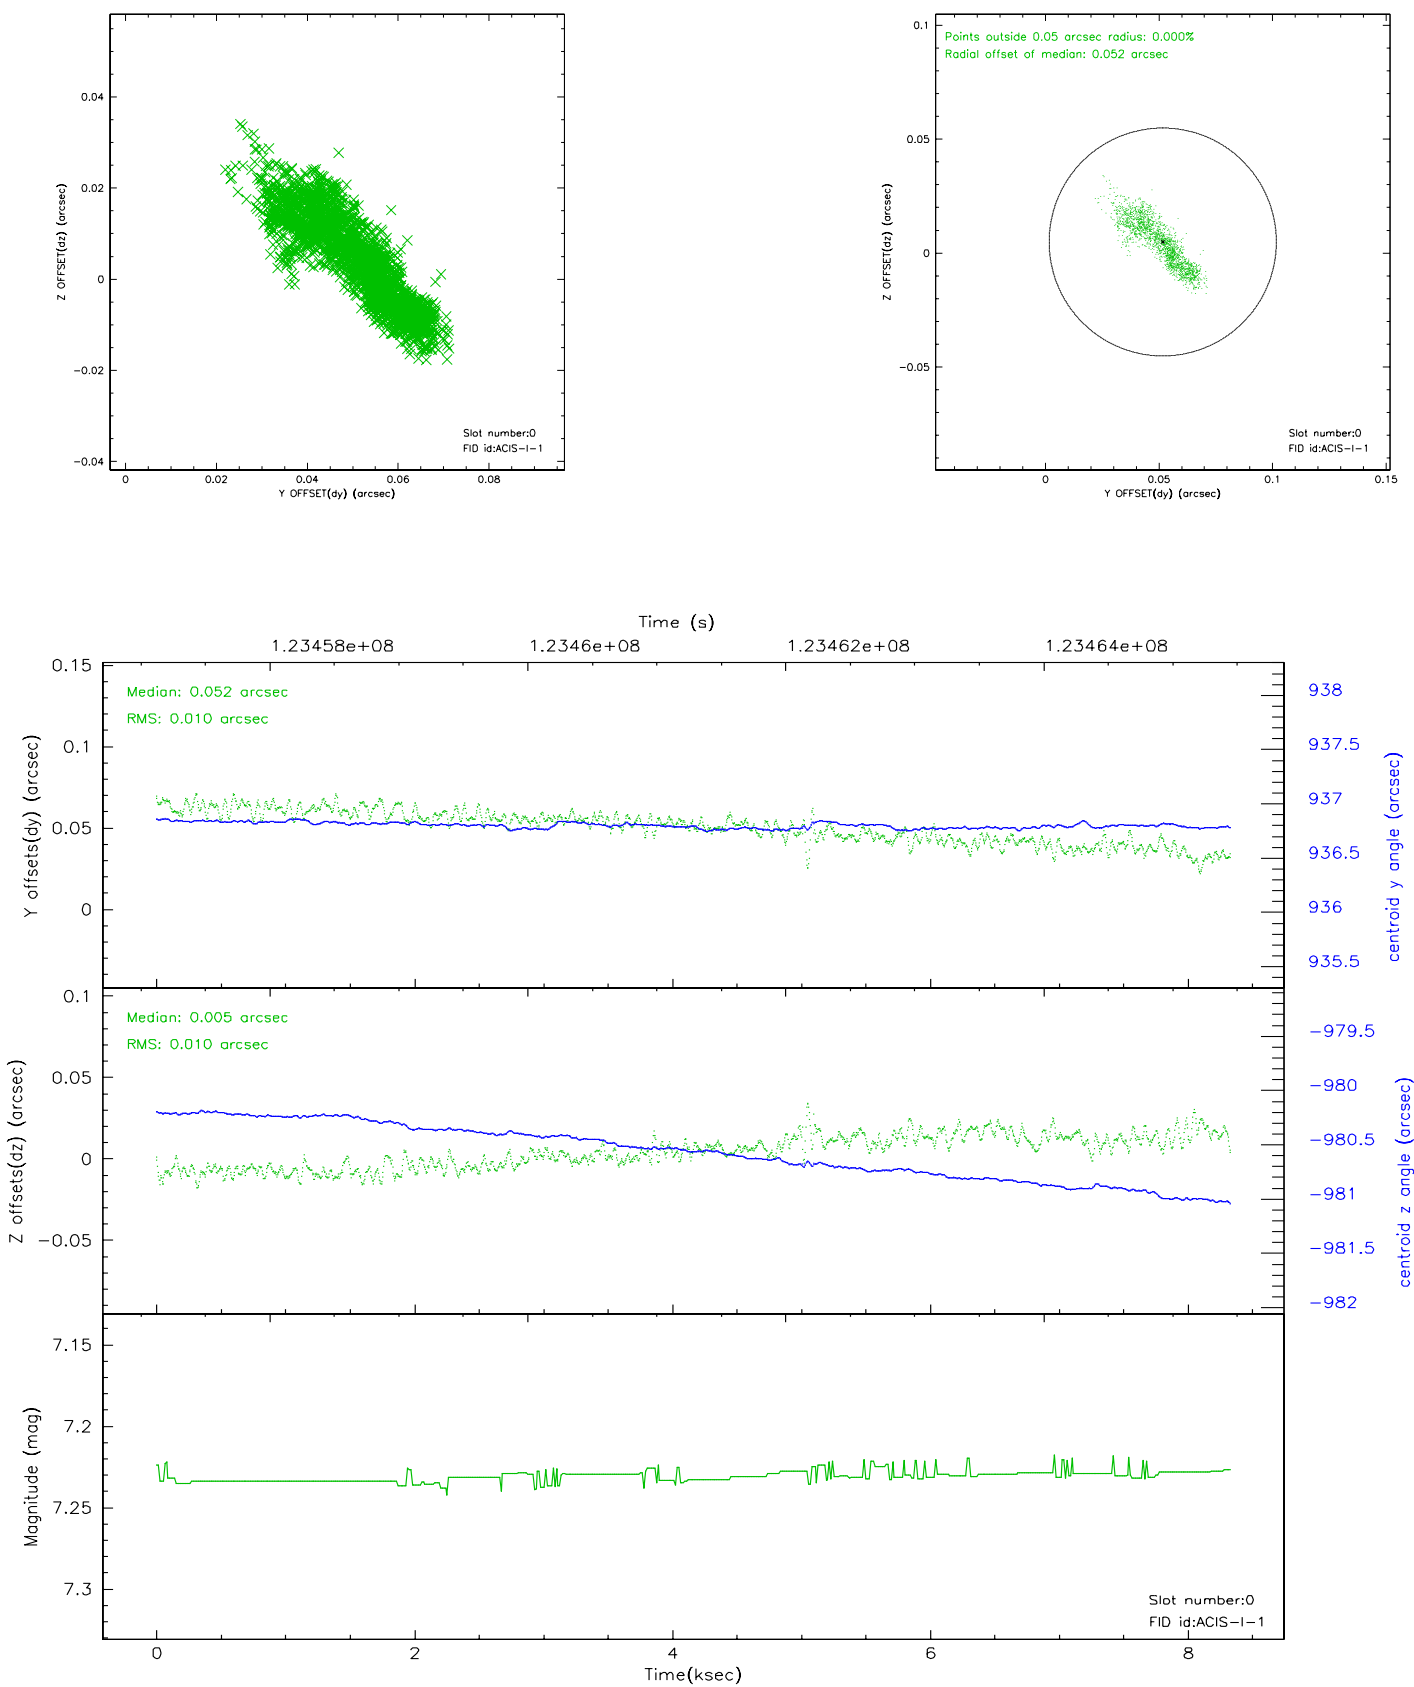 0.04
0.02
0
-0.02
-0.04
Z OFFSET(dz) (arcsec)
Slot number:0
FID id:ACIS-I-1
0 0.02 0.04 0.06 0.08
Y OFFSET(dy) (arcsec)
Points outside 0.05 arcsec radius: 0.000%
Radial offset of median: 0.052 arcsec
0.1
0.05
0
-0.05
Z OFFSET(dz) (arcsec)
Slot number:0
FID id:ACIS-I-1
0 0.05 0.1 0.15
Y OFFSET(dy) (arcsec)
Time (s)
1.23458e+08 1.2346e+08 1.23462e+08 1.23464e+08
Median: 0.052 arcsec
RMS: 0.010 arcsec
0.15
0.1
0.05
0
Y offsets(dy) (arcsec)
938
937.5
937
936.5
936
935.5
centroid y angle (arcsec)
Median: 0.005 arcsec
RMS: 0.010 arcsec
0.1
0.05
0
-0.05
Z offsets(dz) (arcsec)
-979.5
-980
-980.5
-981
-981.5
-982
centroid z angle (arcsec)
7.15
7.2
7.25
7.3
Magnitude (mag)
Slot number:0
FID id:ACIS-I-1
0 2 4 6 8
Time(ksec)